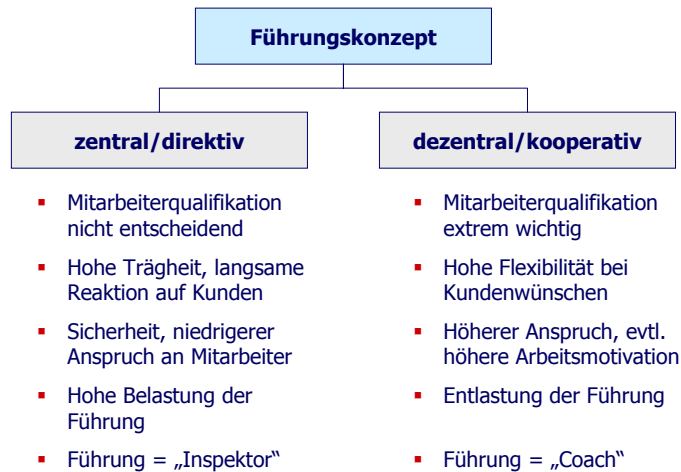 Führungskonzept
zentral/direktiv
▪ Mitarbeiterqualifikation
nicht entscheidend
▪ Hohe Trägheit, langsame
Reaktion auf Kunden
▪ Sicherheit, niedrigerer
Anspruch an Mitarbeiter
▪ Hohe Belastung der
Führung
▪ Führung = „Inspektor“
dezentral/kooperativ
▪ Mitarbeiterqualifikation
extrem wichtig
▪ Hohe Flexibilität bei
Kundenwünschen
▪ Höherer Anspruch, evtl.
höhere Arbeitsmotivation
▪ Entlastung der Führung
▪ Führung = „Coach“